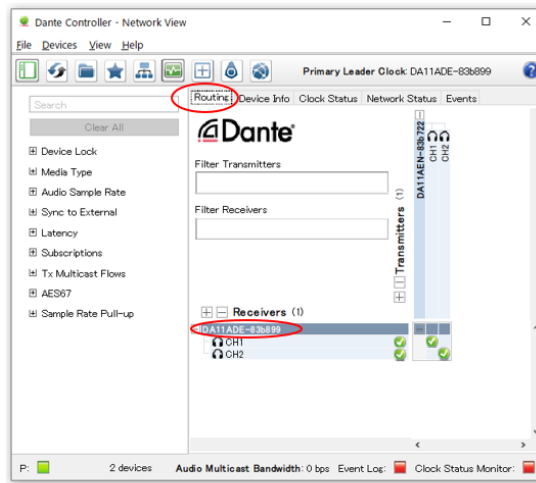 Dante Controller - Network View
File Devices View Help
Primary Leader Clock: DA11ADE-83b899
Routing Device Info Clock Status Network Status Events
Search
Clear All
Device Lock
Media Type
Audio Sample Rate
Sync to External
Latency
Subscriptions
Tx Multicast Flows
AES67
Sample Rate Pull-up
Dante
Filter Transmitters
Filter Receivers
Transmitters (1)
DA11AEN-83b722
CH1
CH2
Receivers (1)
DA11ADE-83b899
CH1
CH2
P: 2 devices Audio Multicast Bandwidth: 0 bps Event Log: Clock Status Monitor: